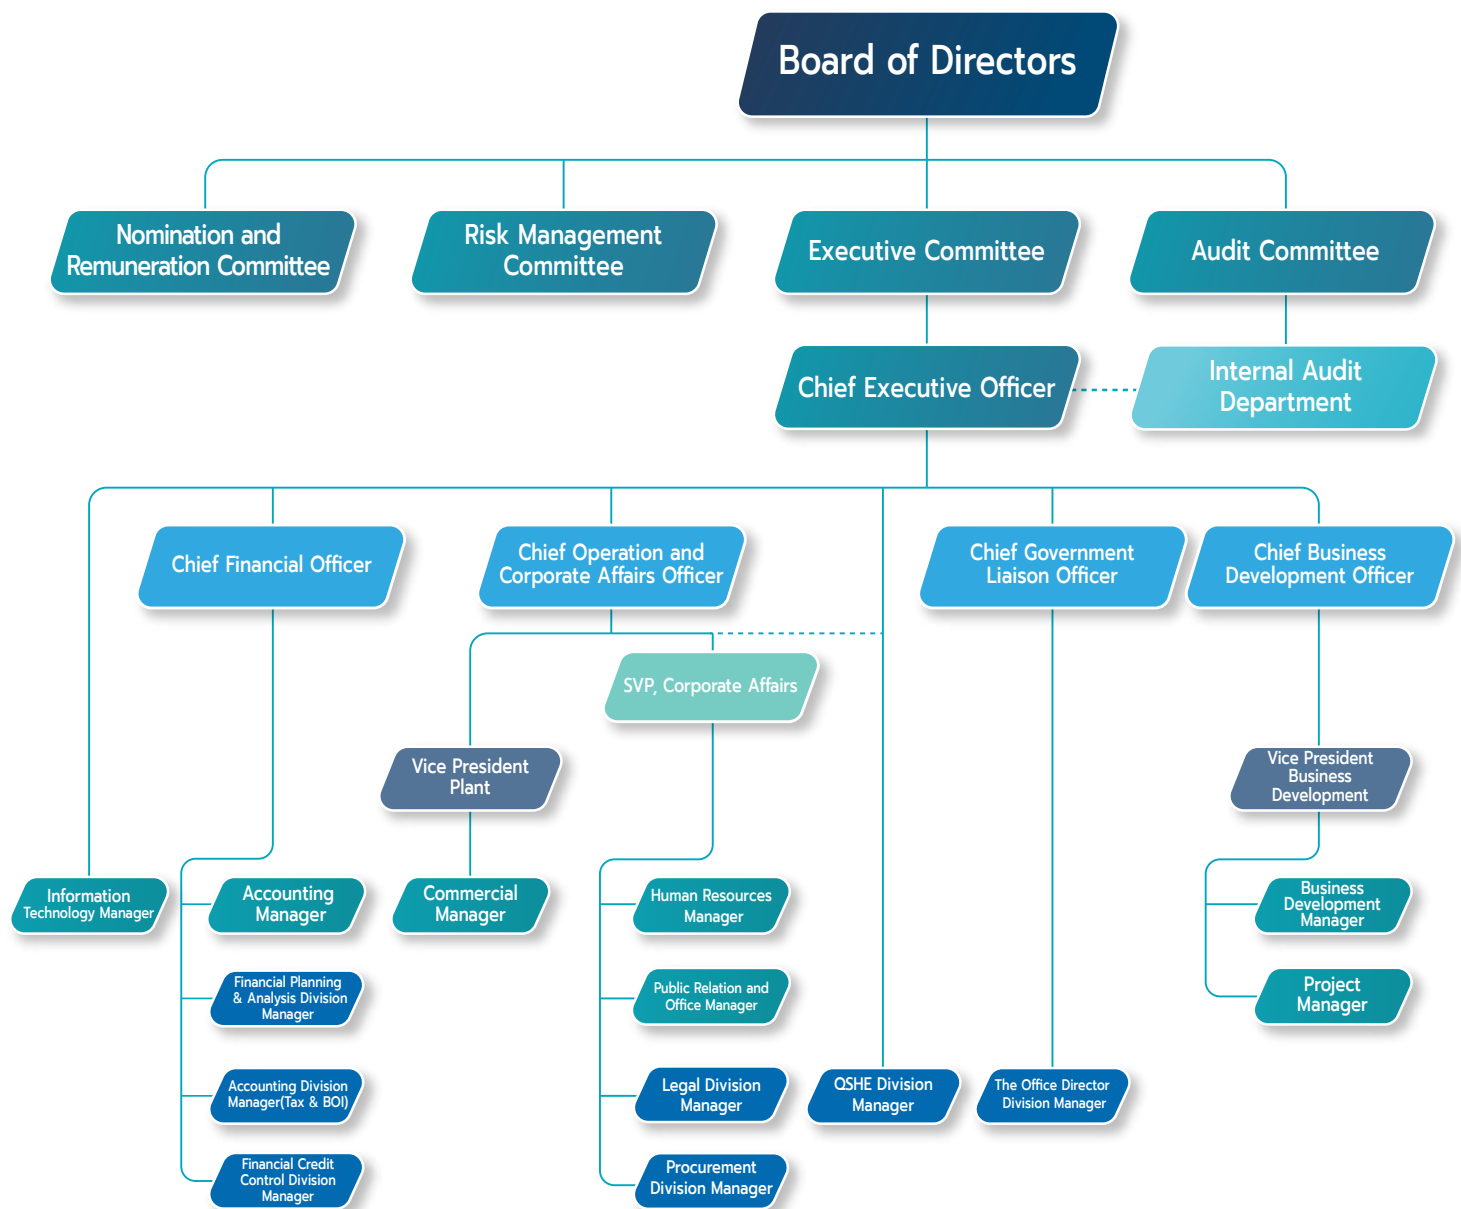 Board of Directors
Nomination and
Remuneration Committee
Risk Management
Committee
Executive Committee
Audit Committee
Chief Executive Officer
Internal Audit
Department
Chief Financial Officer
Chief Operation and
Corporate Affairs Officer
Chief Government
Liaison Officer
Chief Business
Development Officer
SVP, Corporate Affairs
Vice President
Plant
Vice President
Business
Development
Information
Technology Manager
Accounting
Manager
Commercial
Manager
Human Resources
Manager
Business
Development
Manager
Financial Planning
& Analysis Division
Manager
Public Relation and
Office Manager
Project
Manager
Accounting Division
Manager(Tax & BOI)
Legal Division
Manager
QSHE Division
Manager
The Office Director
Division Manager
Financial Credit
Control Division
Manager
Procurement
Division Manager